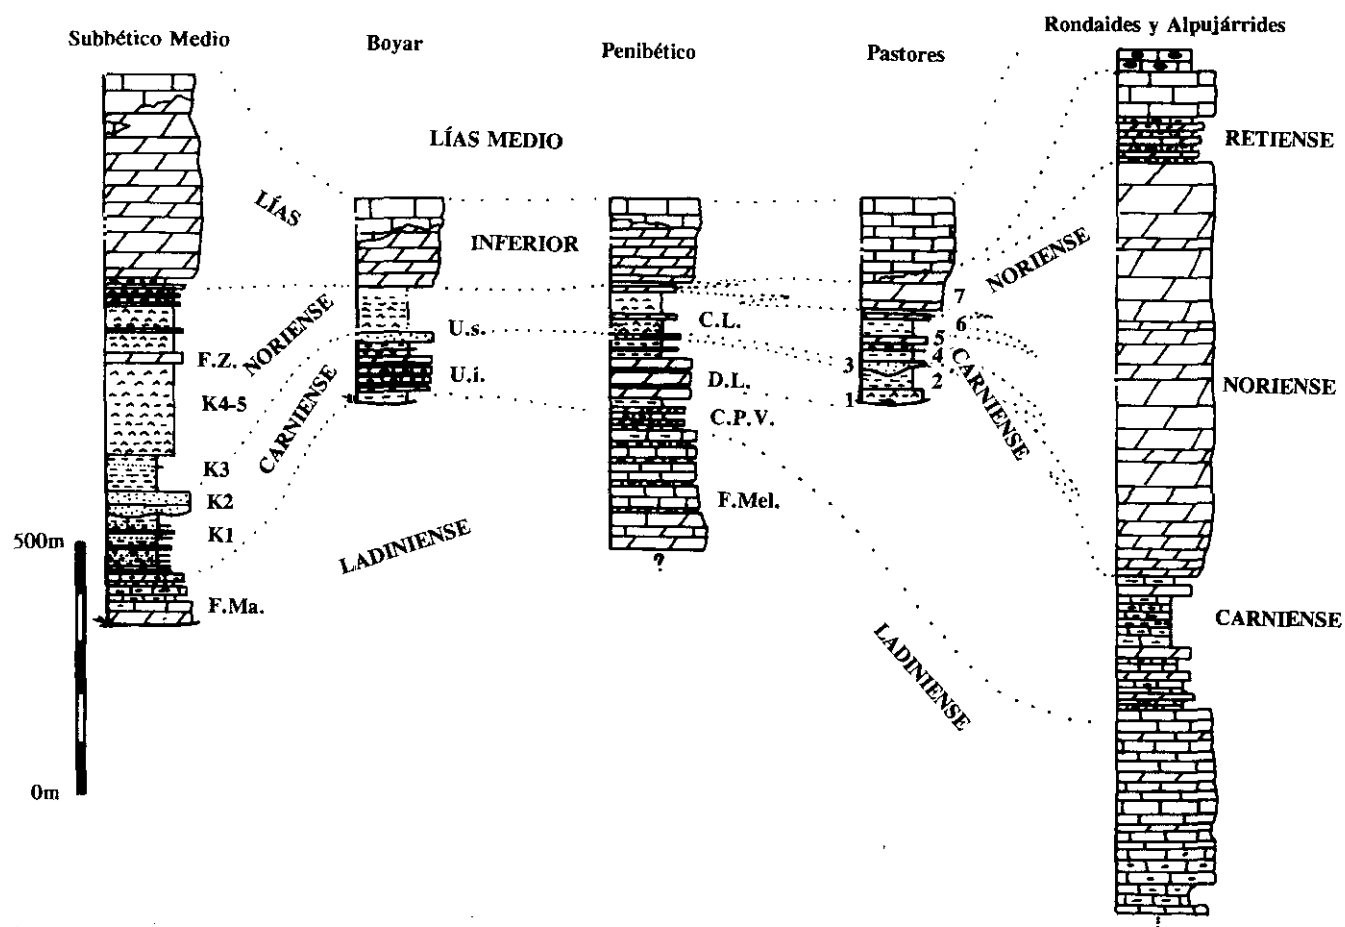 Subbético Medio
Boyar
Penibético
Pastores
Rondaides y Alpujárrides
LÍAS MEDIO
LÍAS
INFERIOR
NORIENSE
CARNIENSE
LADINIENSE
F.Z.
K4-5
K3
K2
K1
F.Ma.
500m
0m
U.s.
U.i.
C.L.
D.L.
C.P.V.
F.Mel.
?
7
6
5
4
3
2
1
NORIENSE
CARNIENSE
LADINIENSE
RETIENSE
NORIENSE
CARNIENSE